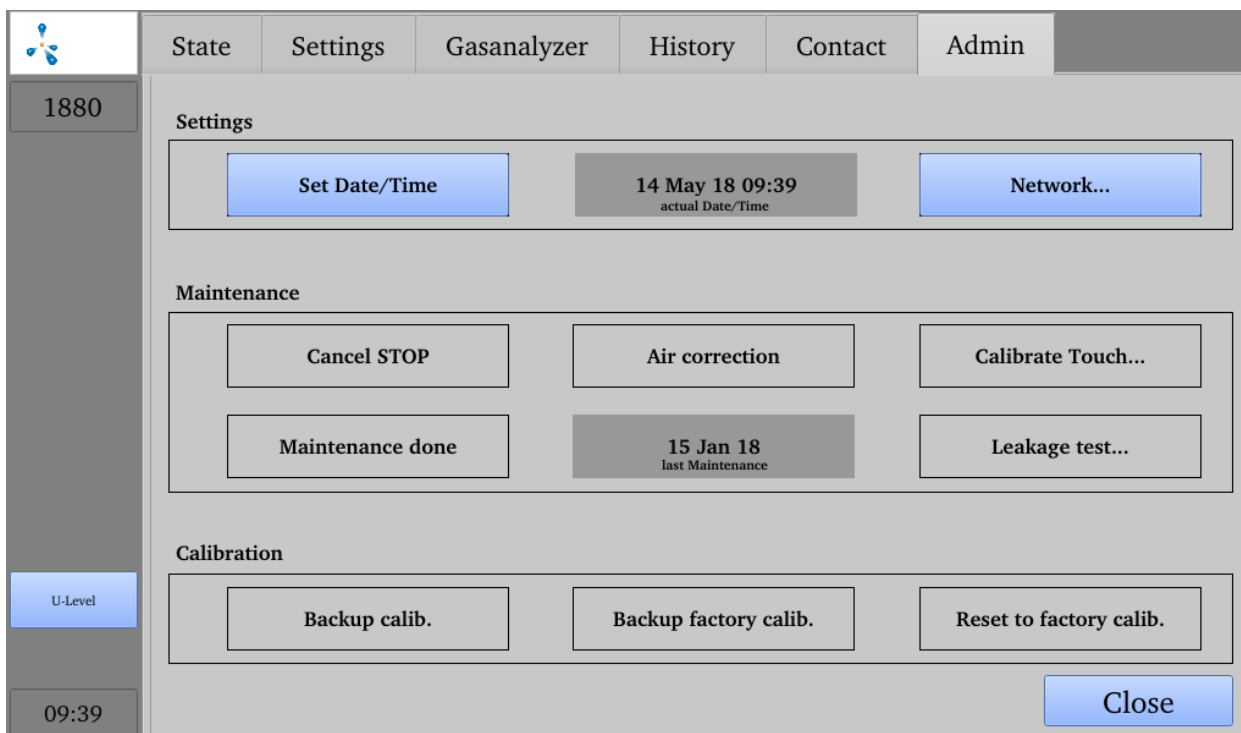 State Settings Gasanalyzer History Contact Admin
1880
Settings
Set Date/Time 14 May 18 09:39 Network...
actual Date/Time
Maintenance
Cancel STOP Air correction Calibrate Touch...
Maintenance done 15 Jan 18 Leakage test...
last Maintenance
Calibration
U-Level
Backup calib. Backup factory calib. Reset to factory calib.
Close
09:39